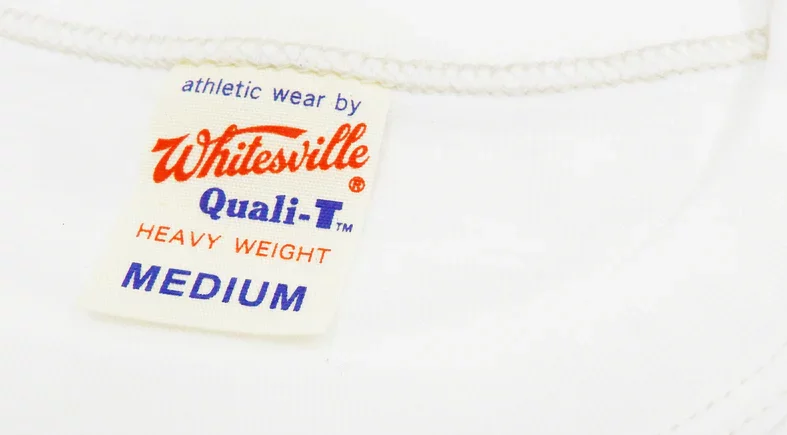 athletic wear by
Whitesville
®
Quali-T™
HEAVY WEIGHT
MEDIUM